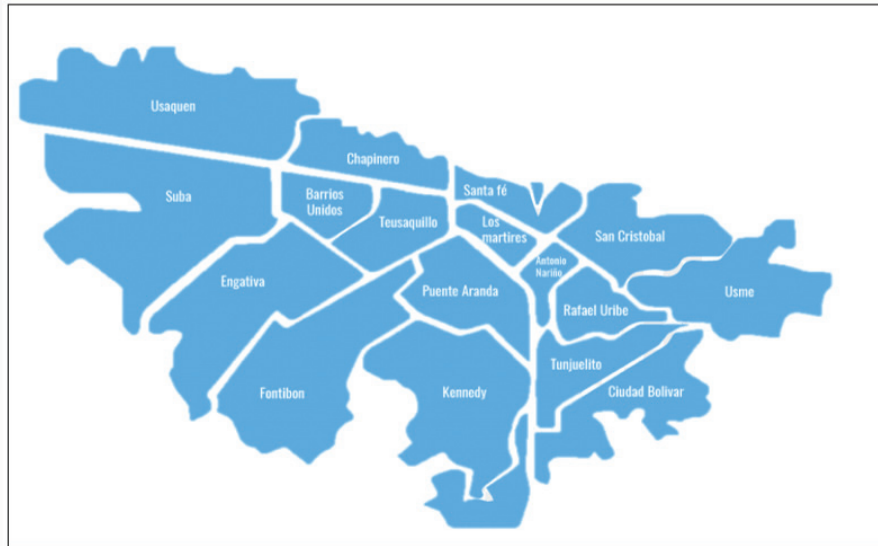 Usaquen
Chapinero
Suba
Barrios
Unidos
Santa fé
Teusaquillo
Los
martires
San Cristobal
Engativa
Antonio
Nariño
Puente Aranda
Usme
Rafael Uribe
Tunjuelito
Fontibon
Kennedy
Ciudad Bolivar